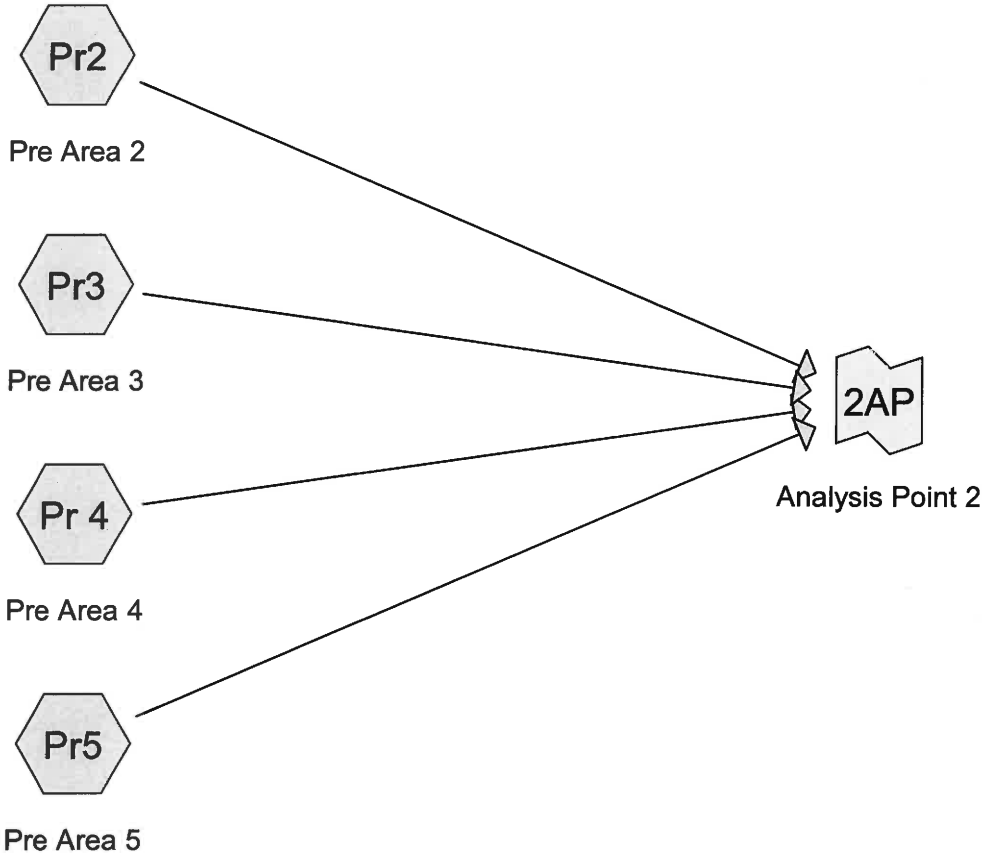 Pr2
Pre Area 2
Pr3
Pre Area 3
2AP
Analysis Point 2
Pr 4
Pre Area 4
Pr5
Pre Area 5